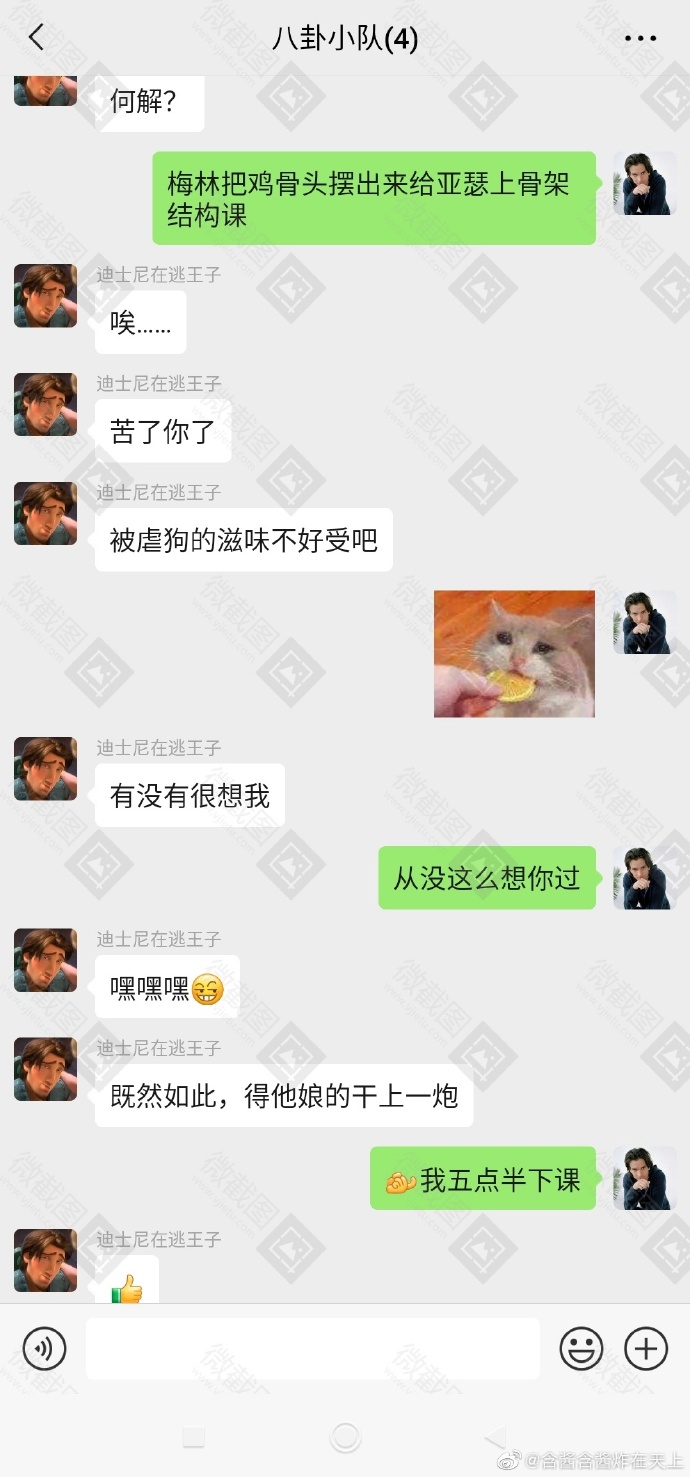 八卦小队(4)
何解？
梅林把鸡骨头摆出来给亚瑟上骨架
结构课
迪士尼在逃王子
唉……
迪士尼在逃王子
苦了你了
迪士尼在逃王子
被虐狗的滋味不好受吧
迪士尼在逃王子
有没有很想我
从没这么想你过
迪士尼在逃王子
嘿嘿嘿😁
迪士尼在逃王子
既然如此，得他娘的干上一炮
💪我五点半下课
迪士尼在逃王子
👍
微截图
@含酱含酱炸在天上